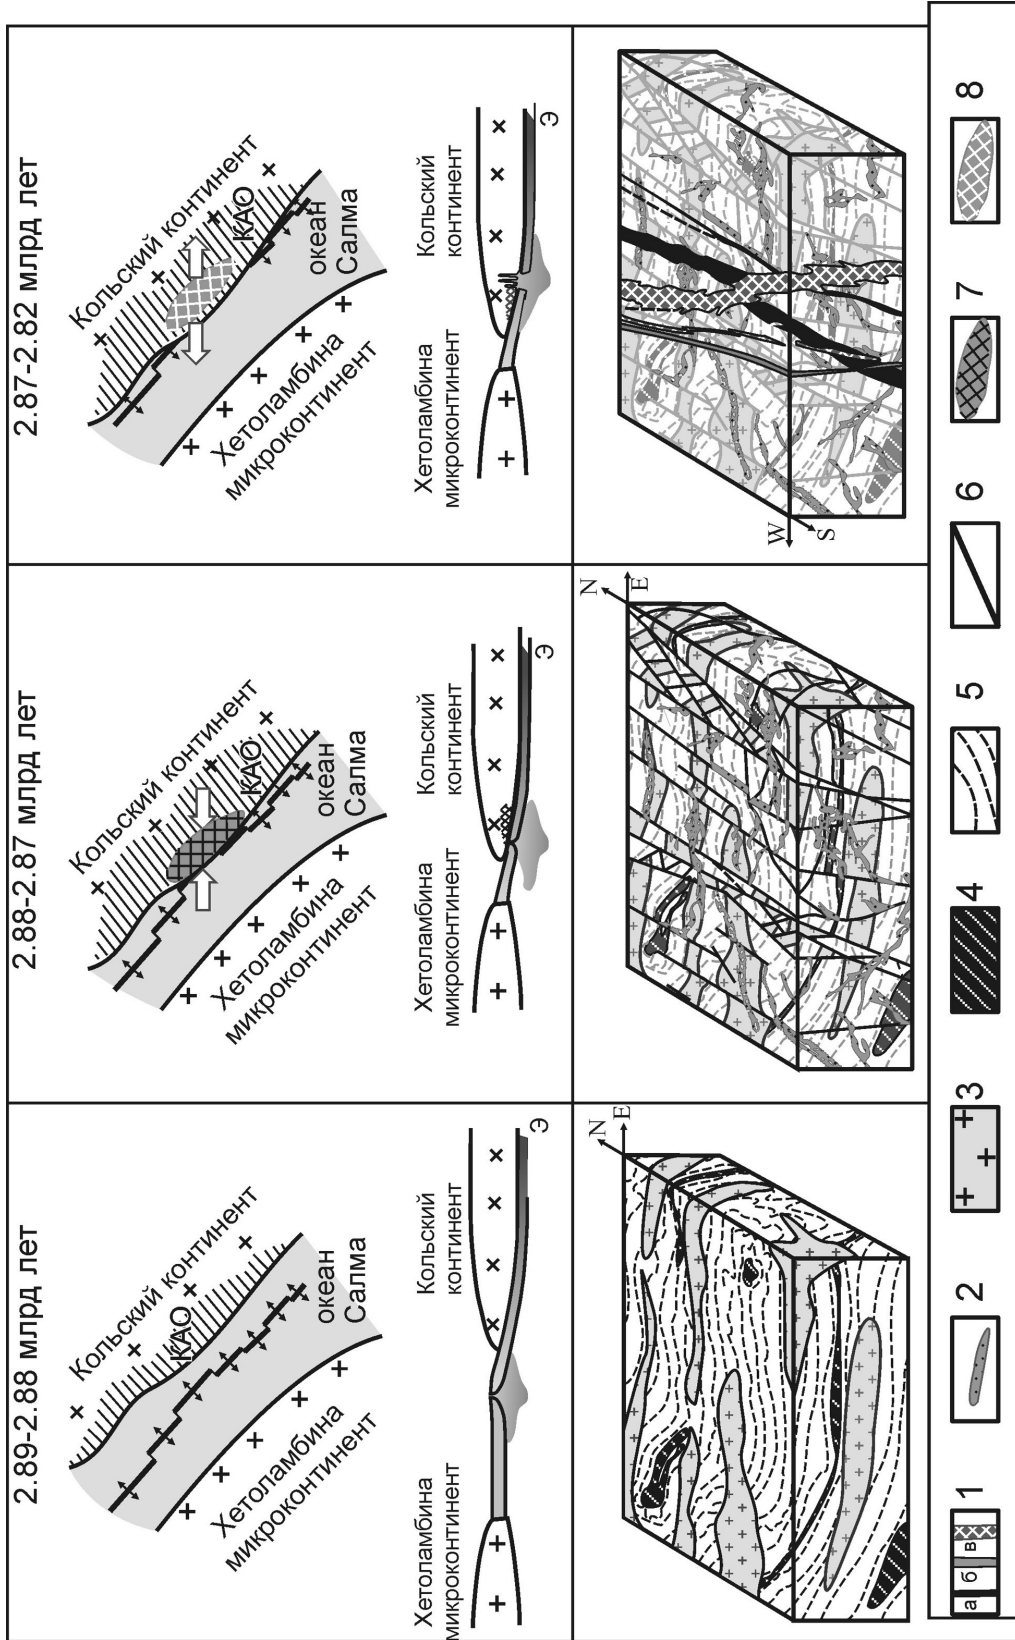 2.89-2.88 млрд лет
Кольский континент
КАО
океан
Салма
Хетоламбина
микроконтинент
Хетоламбина
микроконтинент
Кольский
континент
Э
N
E
2.88-2.87 млрд лет
Кольский континент
КАО
океан
Салма
Хетоламбина
микроконтинент
Хетоламбина
микроконтинент
Кольский
континент
Э
N
E
2.87-2.82 млрд лет
Кольский континент
КАО
океан
Салма
Хетоламбина
микроконтинент
Хетоламбина
микроконтинент
Кольский
континент
Э
W
S
а б в 1 2 3 4 5 6 7 8